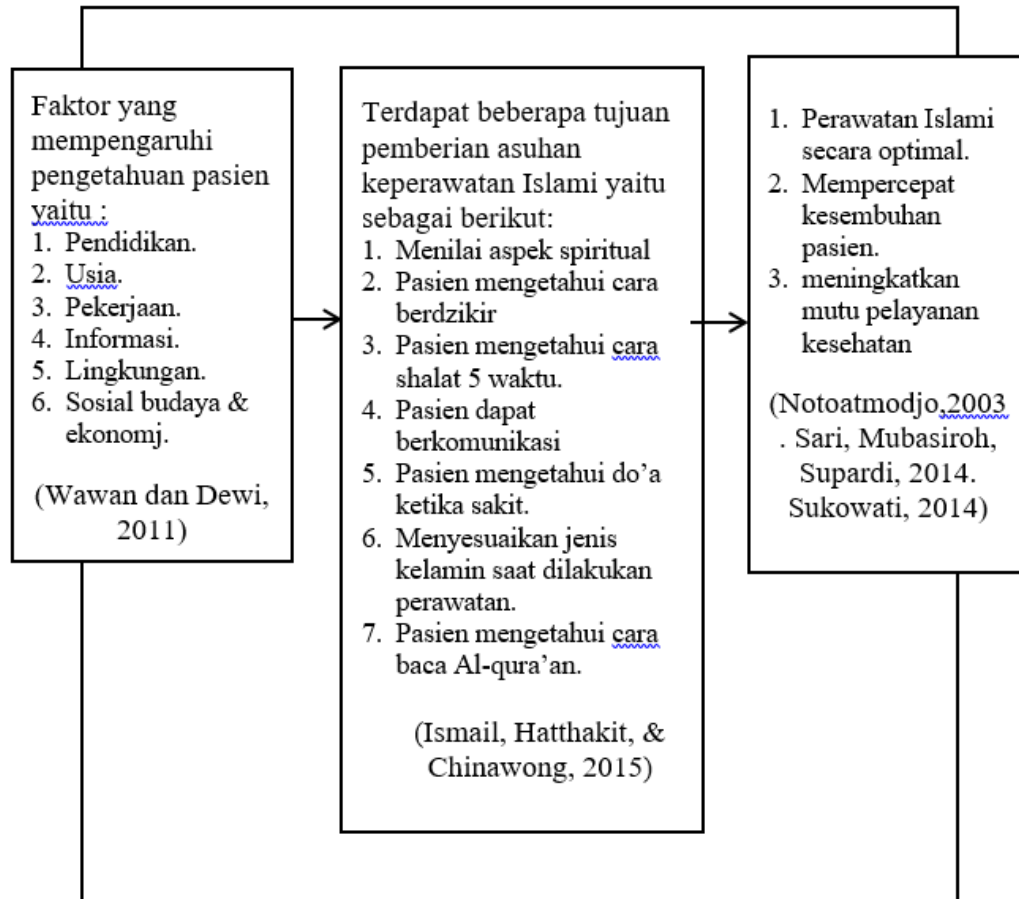 Faktor yang
mempengaruhi
pengetahuan pasien
yaitu :
1. Pendidikan.
2. Usia.
3. Pekerjaan.
4. Informasi.
5. Lingkungan.
6. Sosial budaya &
ekonomj.
(Wawan dan Dewi,
2011)
Terdapat beberapa tujuan
pemberian asuhan
keperawatan Islami yaitu
sebagai berikut:
1. Menilai aspek spiritual
2. Pasien mengetahui cara
berdzikir
3. Pasien mengetahui cara
shalat 5 waktu.
4. Pasien dapat
berkomunikasi
5. Pasien mengetahui do’a
ketika sakit.
6. Menyesuaikan jenis
kelamin saat dilakukan
perawatan.
7. Pasien mengetahui cara
baca Al-qura’an.
(Ismail, Hatthakit, &
Chinawong, 2015)
1. Perawatan Islami
secara optimal.
2. Mempercepat
kesembuhan
pasien.
3. meningkatkan
mutu pelayanan
kesehatan
(Notoatmodjo,2003
. Sari, Mubasiroh,
Supardi, 2014.
Sukowati, 2014)